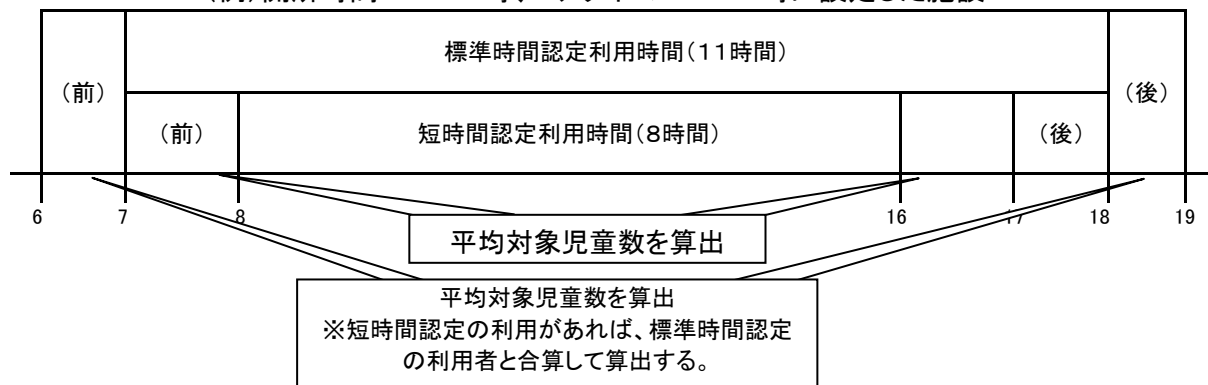 標準時間認定利用時間(11時間)
(前)
(後)
(前)
短時間認定利用時間(8時間)
(後)
6 7 8 16 17 18 19
平均対象児童数を算出
平均対象児童数を算出
※短時間認定の利用があれば、標準時間認定
の利用者と合算して算出する。